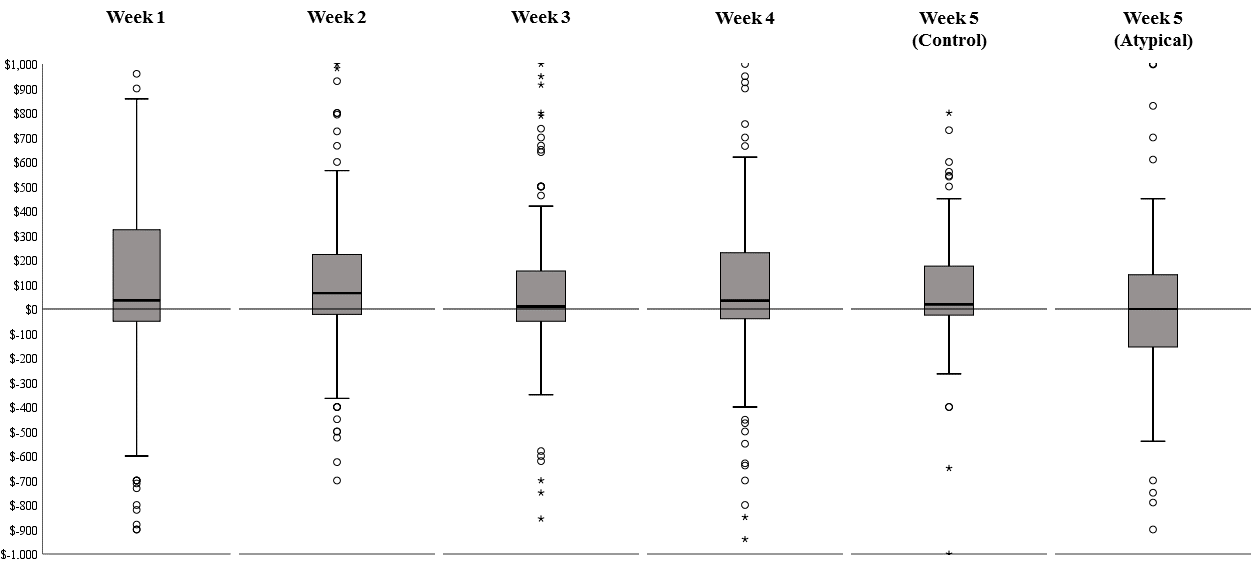 Week 1
Week 2
Week 3
Week 4
Week 5
(Control)
Week 5
(Atypical)
$1,000
$900
$800
$700
$600
$500
$400
$300
$200
$100
$0
$-100
$-200
$-300
$-400
$-500
$-600
$-700
$-800
$-900
$-1.000